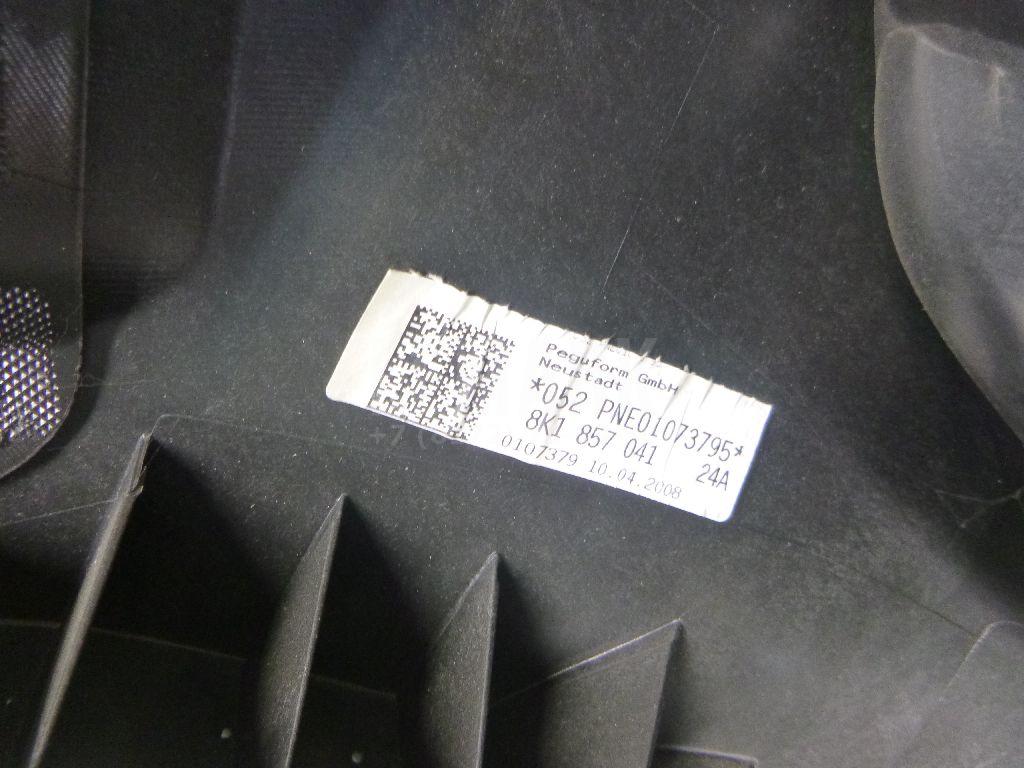 Peguform GmbH
Neustadt
*052 PNE01073795*
8K1 857 041 24A
0107379 10.04.2008